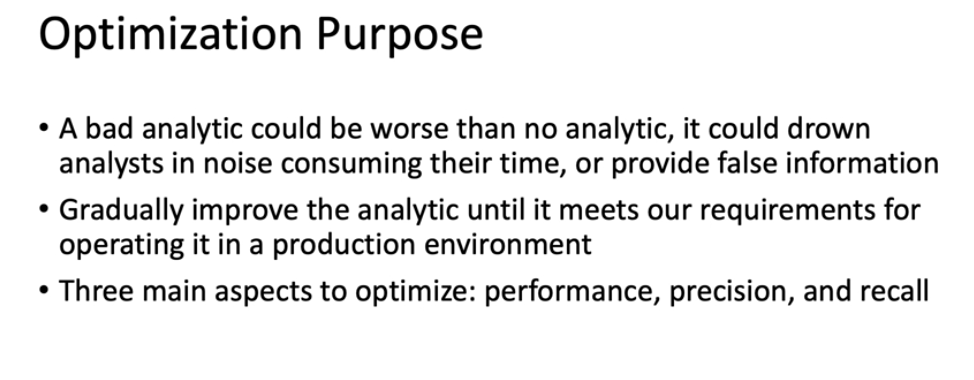 Optimization Purpose
• A bad analytic could be worse than no analytic, it could drown
analysts in noise consuming their time, or provide false information
• Gradually improve the analytic until it meets our requirements for
operating it in a production environment
• Three main aspects to optimize: performance, precision, and recall